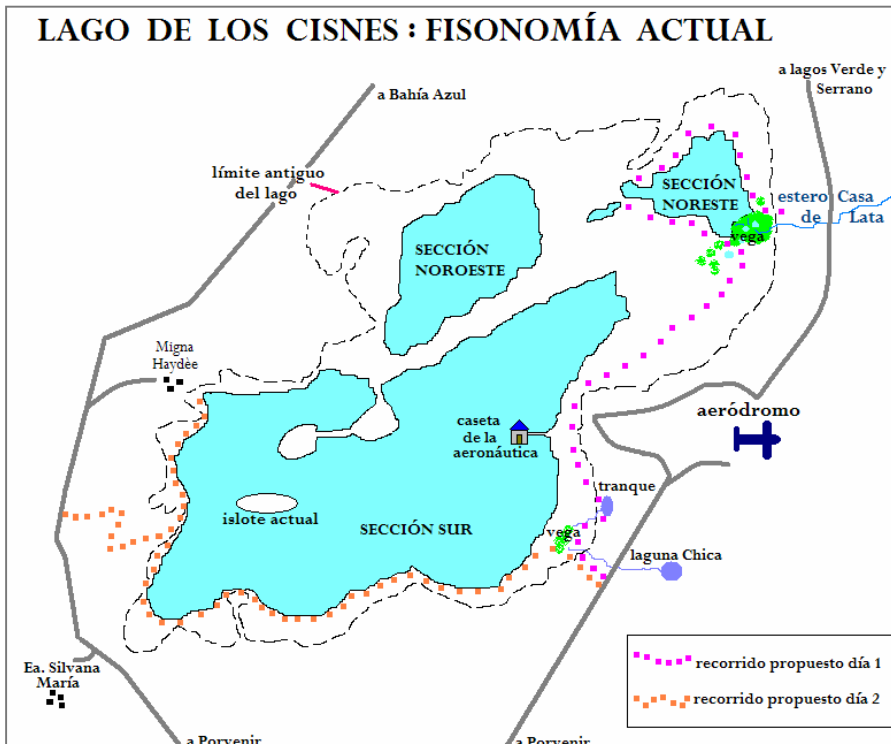 LAGO DE LOS CISNES : FISONOMÍA ACTUAL
a Bahía Azul
a lagos Verde y
Serrano
límite antiguo
del lago
SECCIÓN
NORESTE
estero Casa
de Lata
vega
SECCIÓN
NOROESTE
Migna
Haydèe
caseta
de la
aeronáutica
aeródromo
tranque
islote actual
SECCIÓN SUR
vega
laguna Chica
Ea. Silvana
María
recorrido propuesto día 1
recorrido propuesto día 2
a Porvenir
a Porvenir